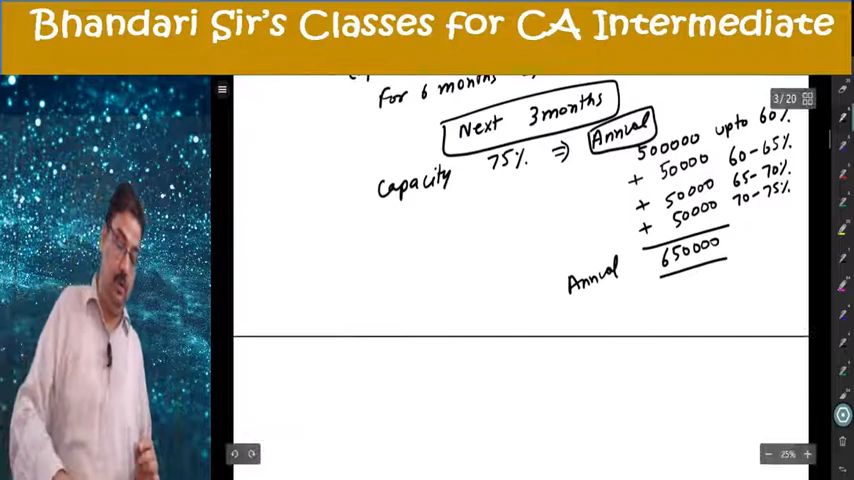 Bhandari Sir's Classes for CA Intermediate
3/20
for 6 months
Next 3 months
Capacity 75% ⇒ Annual 500000 upto 60%
+ 50000 60-65%
+ 50000 65-70%
+ 50000 70-75%
Annual 650000
25%